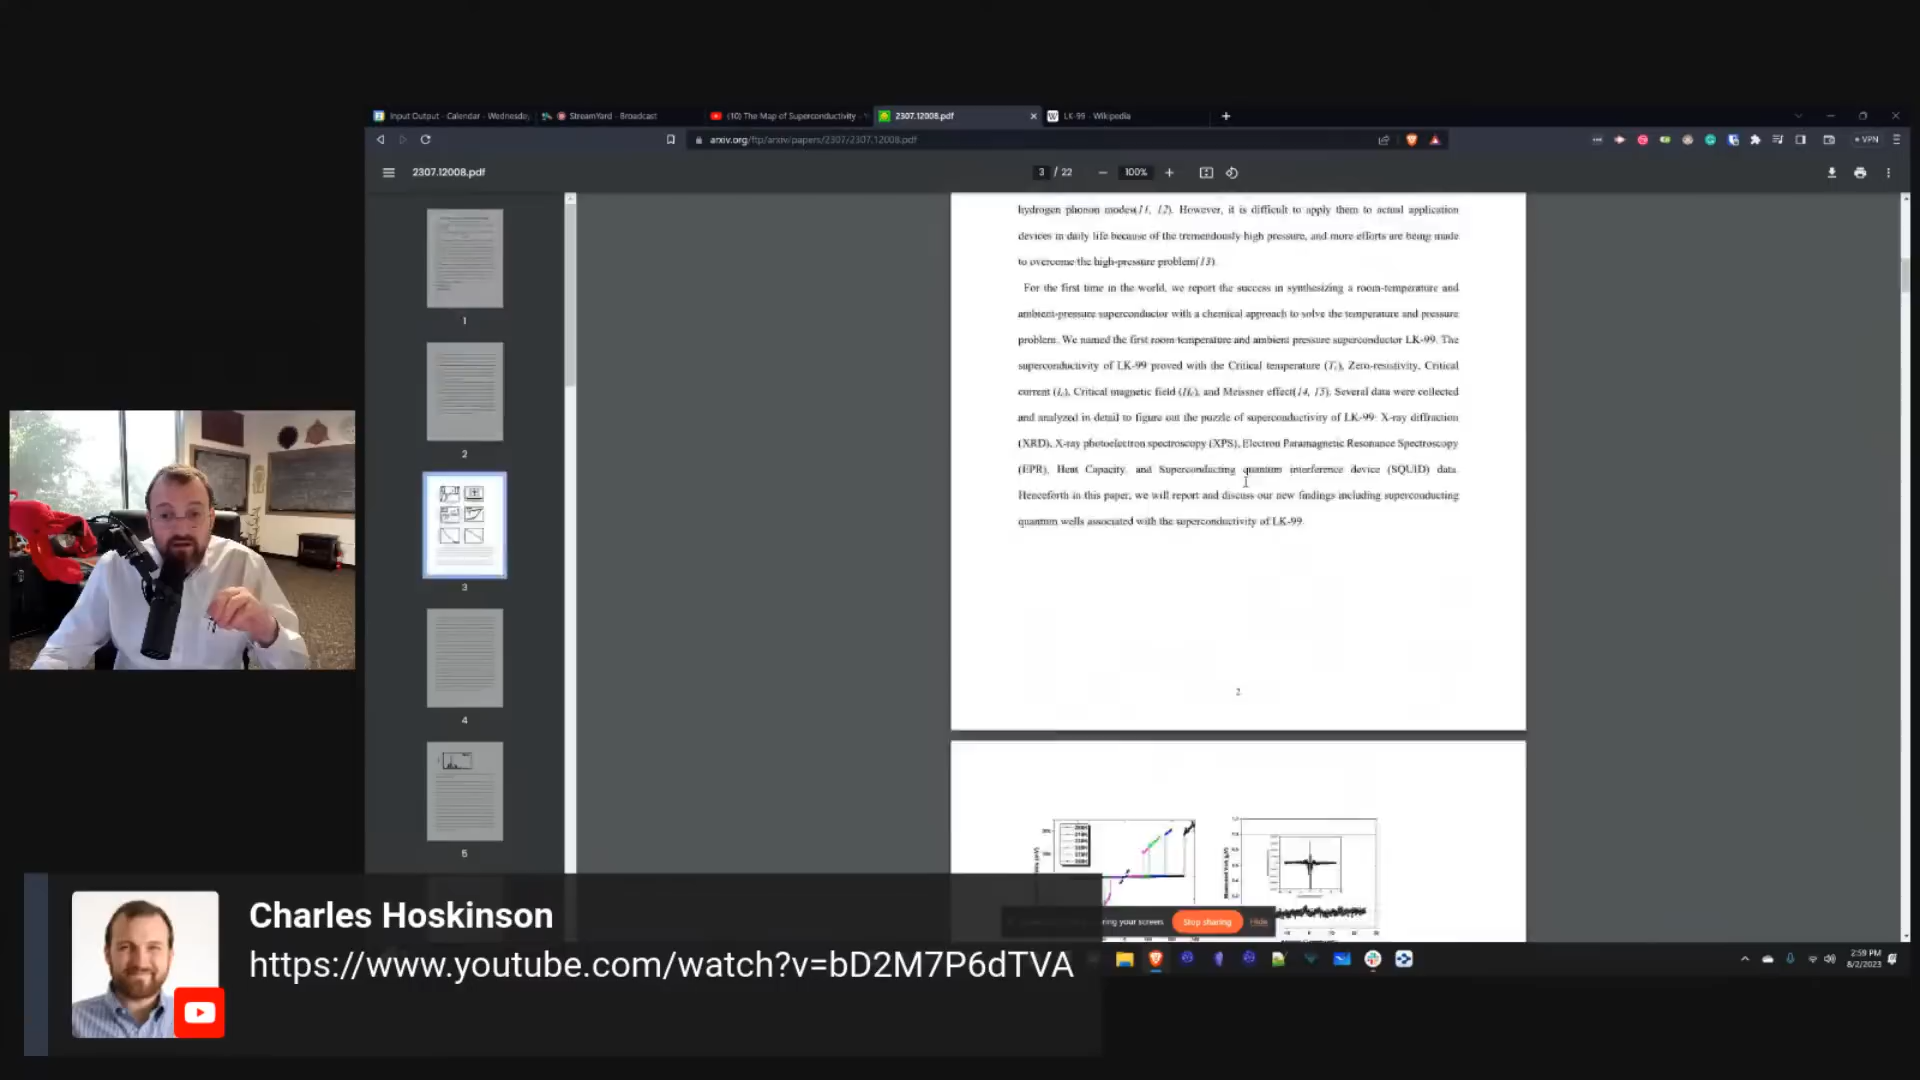 Input Output - Calendar - Wednesday
StreamYard - Broadcast
(10) The Map of Superconductivity -
2307.12008.pdf
LK-99 - Wikipedia
arxiv.org/ftp/arxiv/papers/2307/2307.12008.pdf
VPN
2307.12008.pdf
3 / 22
100%
1
2
3
4
5
hydrogen phonon modes(11, 12). However, it is difficult to apply them to actual application
devices in daily life because of the tremendously high pressure, and more efforts are being made
to overcome the high-pressure problem(13).
For the first time in the world, we report the success in synthesizing a room-temperature and
ambient-pressure superconductor with a chemical approach to solve the temperature and pressure
problem. We named the first room temperature and ambient pressure superconductor LK-99. The
superconductivity of LK-99 proved with the Critical temperature (Tc), Zero-resistivity, Critical
current (Ic), Critical magnetic field (Hc), and Meissner effect(14, 15). Several data were collected
and analyzed in detail to figure out the puzzle of superconductivity of LK-99: X-ray diffraction
(XRD), X-ray photoelectron spectroscopy (XPS), Electron Paramagnetic Resonance Spectroscopy
(EPR), Heat Capacity, and Superconducting quantum interference device (SQUID) data.
Henceforth in this paper, we will report and discuss our new findings including superconducting
quantum wells associated with the superconductivity of LK-99.
2
ring your screen.
Stop sharing
Hide
Charles Hoskinson
https://www.youtube.com/watch?v=bD2M7P6dTVA
2:59 PM
8/2/2023